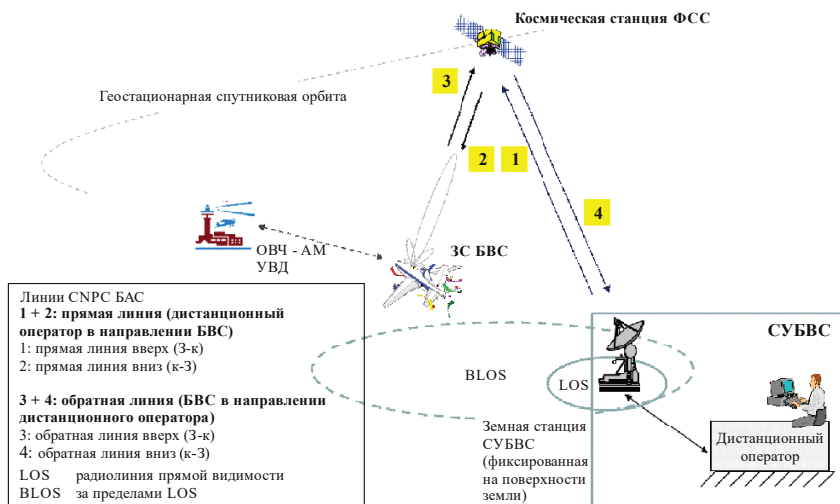 Космическая станция ФСС
Геостационарная спутниковая орбита
3
2
1
4
ОВЧ - АМ
УВД
ЗС БВС
Линии CNPC БАС
1 + 2: прямая линия (дистанционный
оператор в направлении БВС)
1: прямая линия вверх (З-к)
2: прямая линия вниз (к-З)
3 + 4: обратная линия (БВС в направлении
дистанционного оператора)
3: обратная линия вверх (З-к)
4: обратная линия вниз (к-З)
LOS радиолиния прямой видимости
BLOS за пределами LOS
BLOS
LOS
СУБВС
Земная станция
СУБВС
(фиксированная
на поверхности
земли)
Дистанционный
оператор